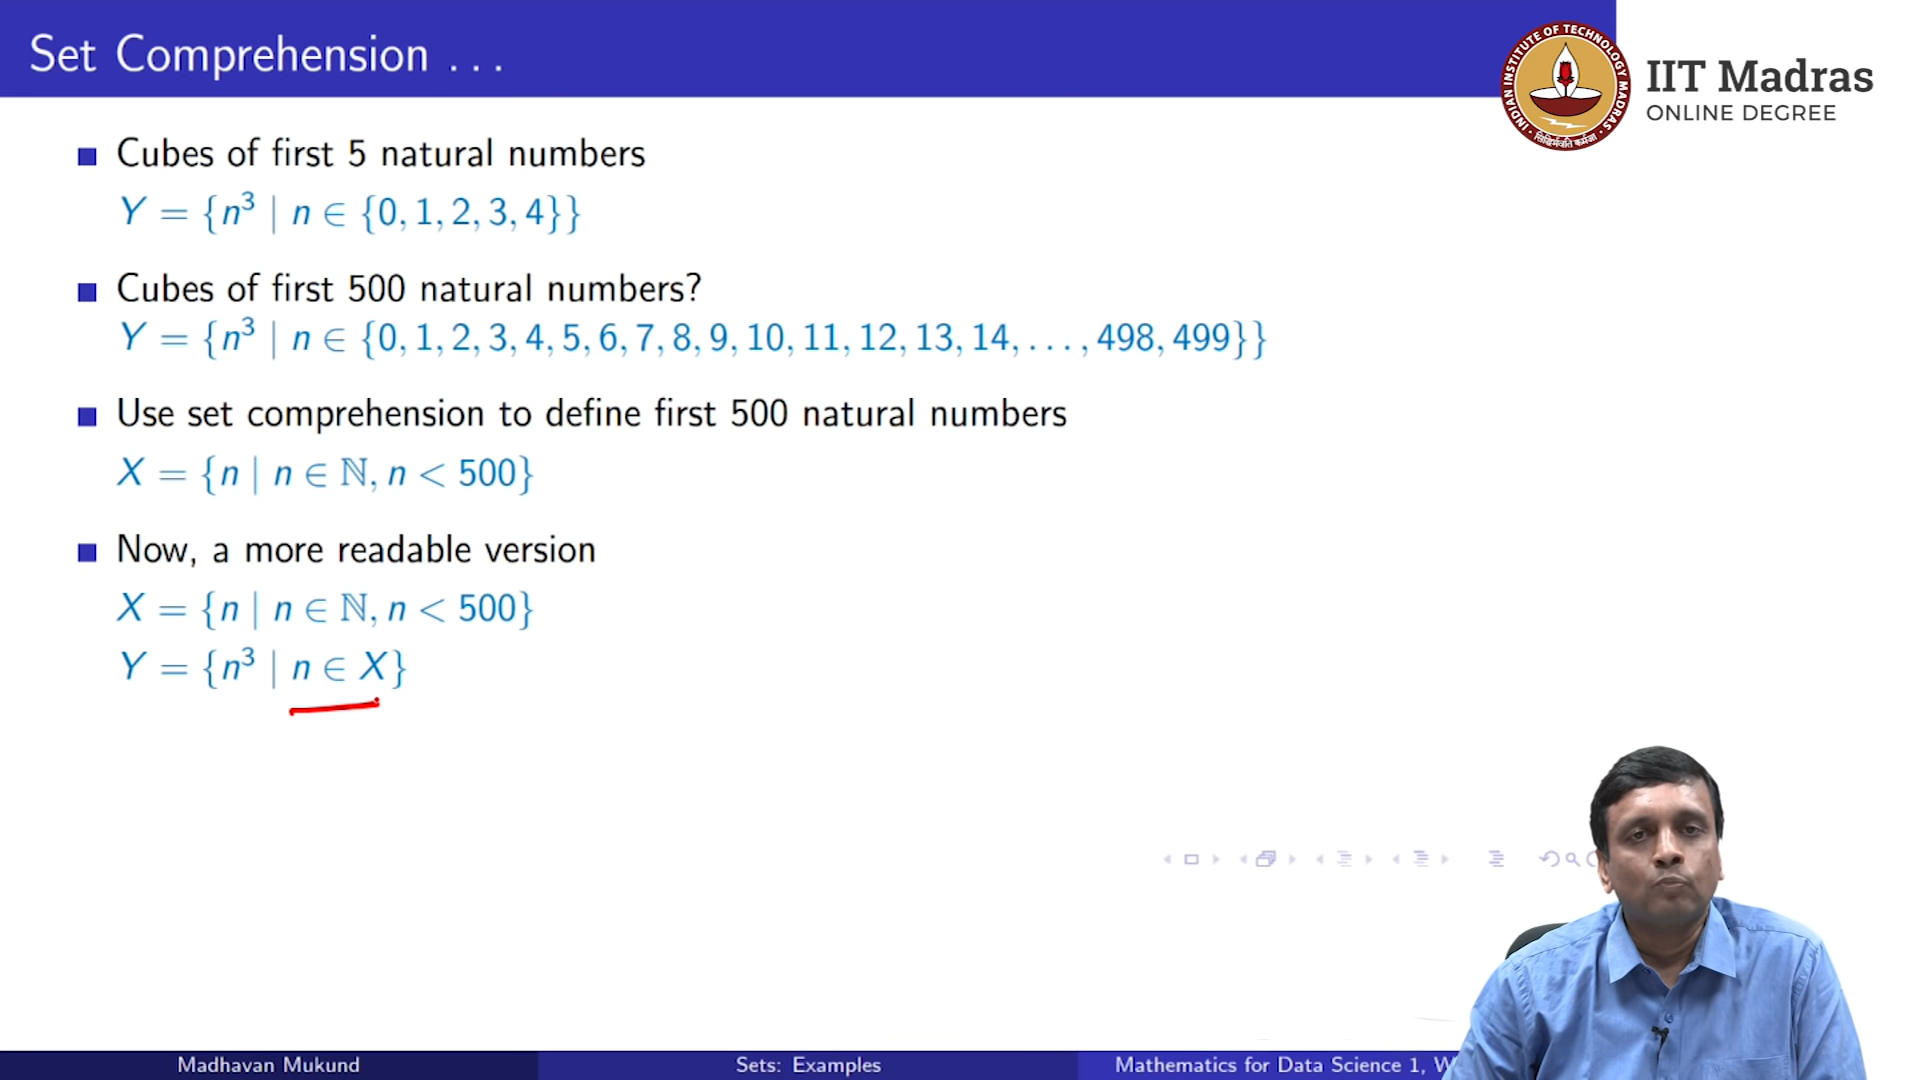 Set Comprehension . . .
IIT Madras
ONLINE DEGREE
INDIAN INSTITUTE OF TECHNOLOGY MADRAS
सिद्धिर्भवति कर्मजा
Cubes of first 5 natural numbers
Y = {n³ | n ∈ {0, 1, 2, 3, 4}}
Cubes of first 500 natural numbers?
Y = {n³ | n ∈ {0, 1, 2, 3, 4, 5, 6, 7, 8, 9, 10, 11, 12, 13, 14, . . . , 498, 499}}
Use set comprehension to define first 500 natural numbers
X = {n | n ∈ ℕ, n < 500}
Now, a more readable version
X = {n | n ∈ ℕ, n < 500}
Y = {n³ | n ∈ X}
Madhavan Mukund
Sets: Examples
Mathematics for Data Science 1, W